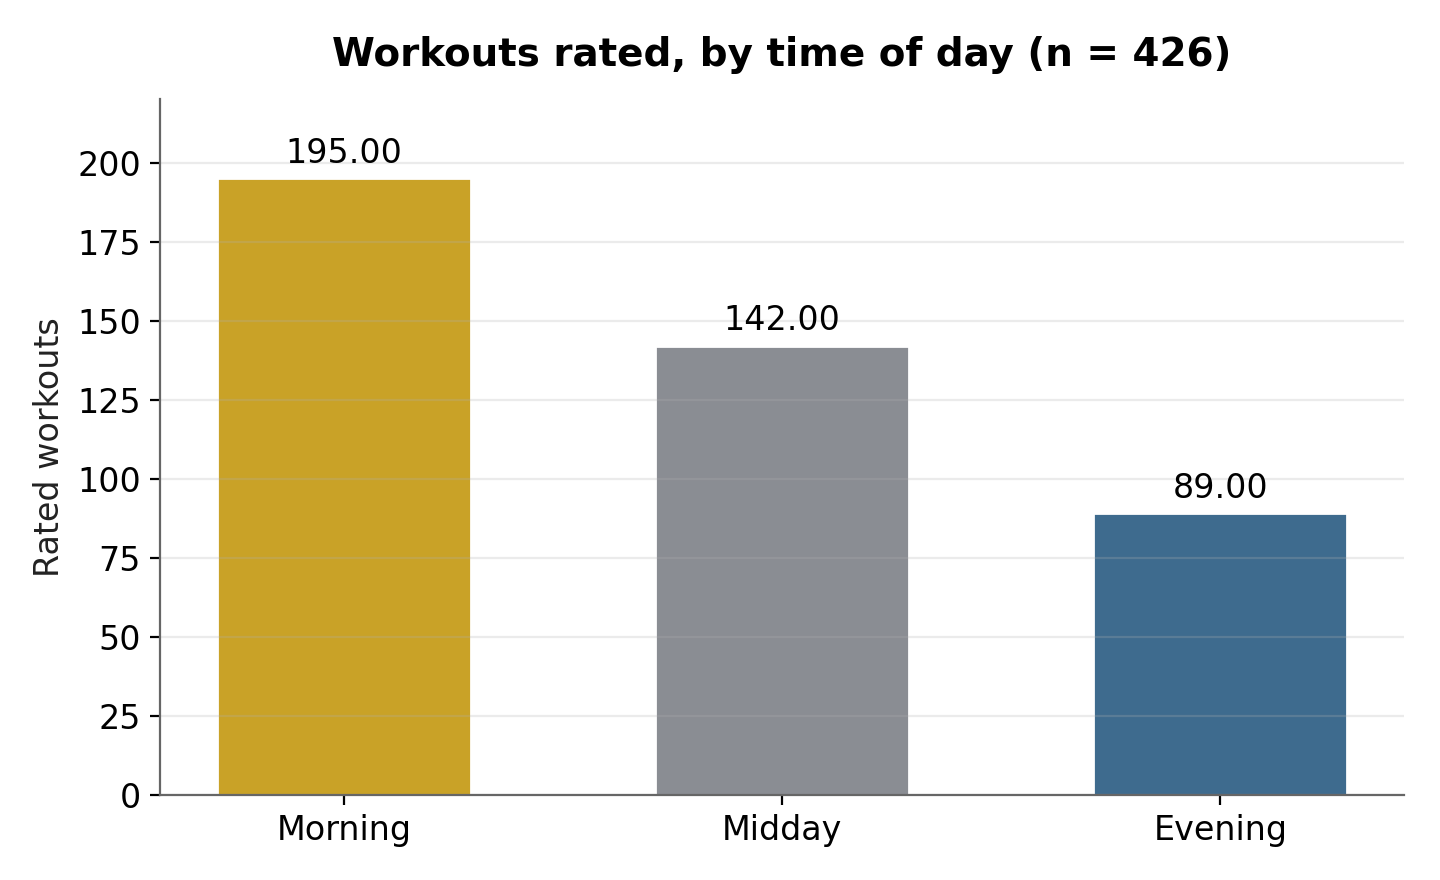 Workouts rated, by time of day (n = 426)
Rated workouts
200
175
150
125
100
75
50
25
0
195.00
142.00
89.00
Morning
Midday
Evening